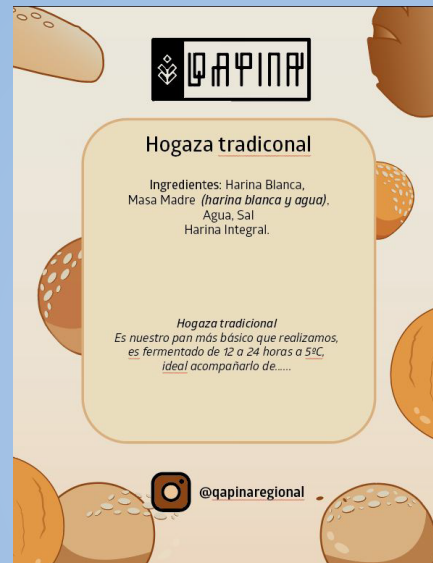 QAPINA
Hogaza tradiconal
Ingredientes: Harina Blanca,
Masa Madre (harina blanca y agua),
Agua, Sal
Harina Integral.
Hogaza tradicional
Es nuestro pan más básico que realizamos,
es fermentado de 12 a 24 horas a 5ºC,
ideal acompañarlo de......
@qapinaregional